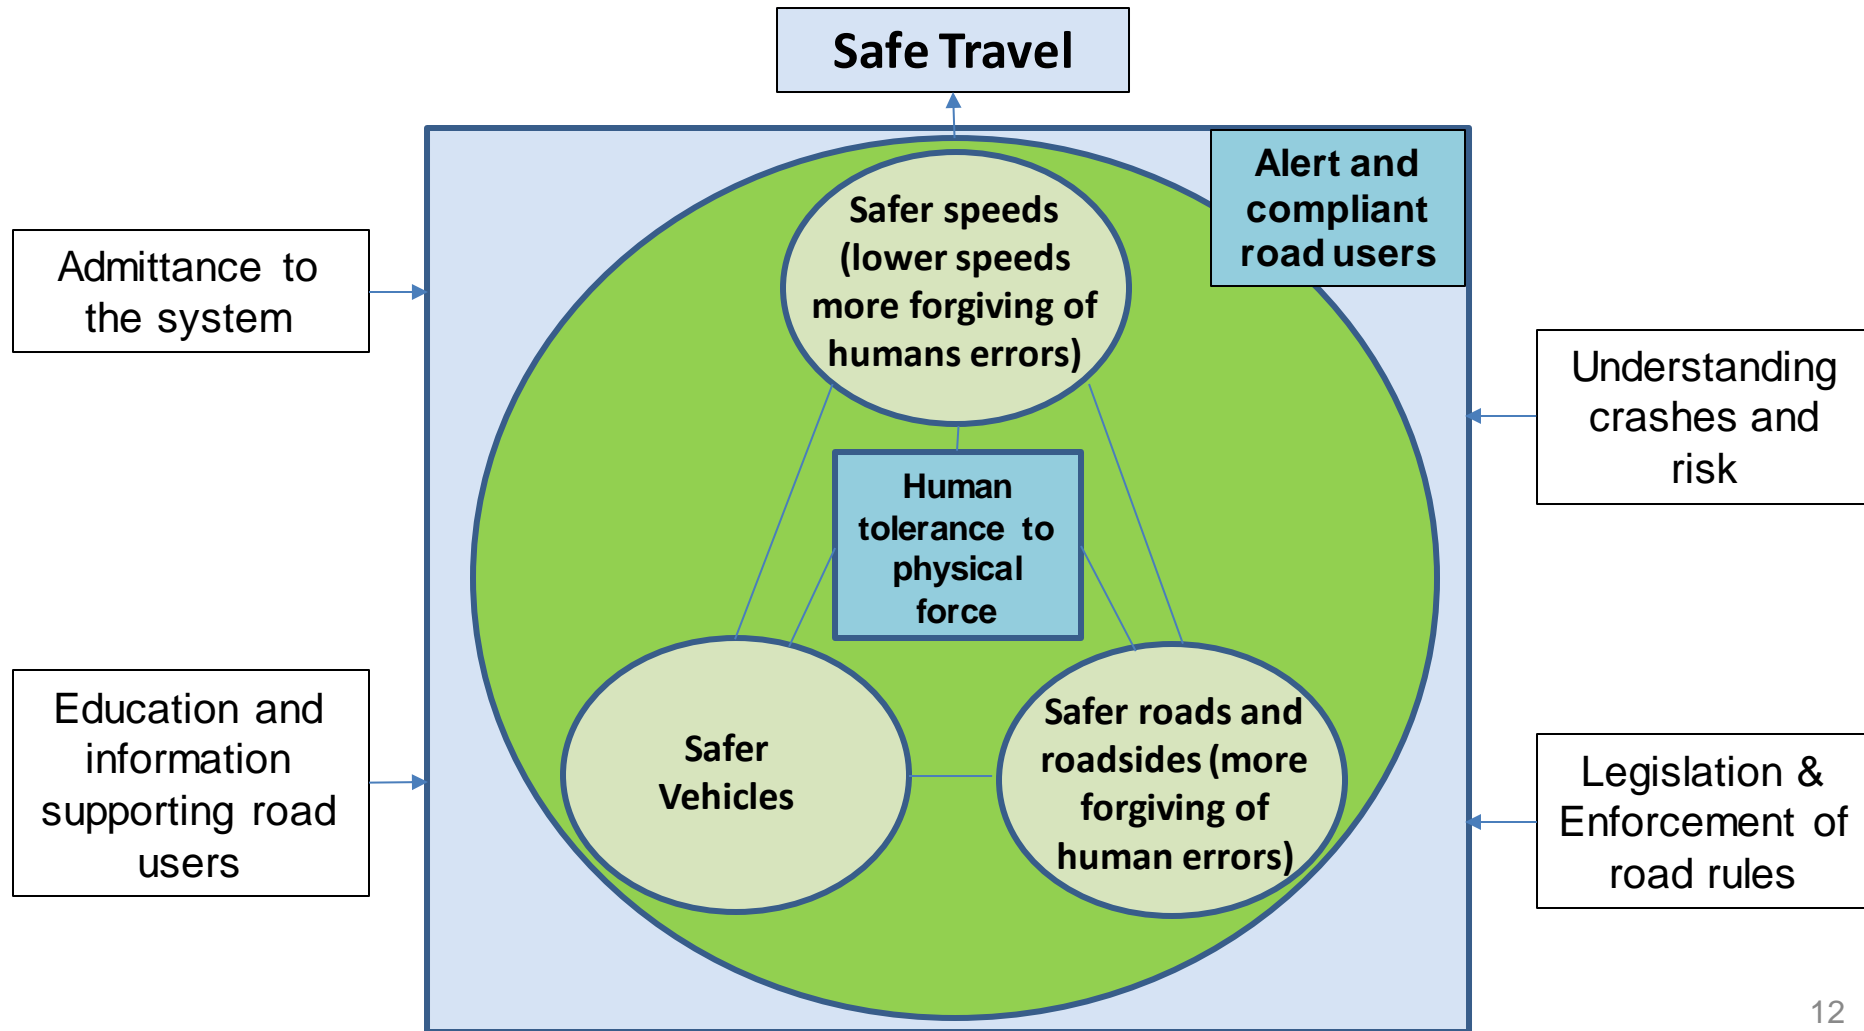 Safe Travel
Alert and
compliant
road users
Safer speeds
(lower speeds
more forgiving of
humans errors)
Admittance to
the system
Understanding
crashes and
risk
Human
tolerance to
physical
force
Education and
information
supporting road
users
Safer
Vehicles
Safer roads and
roadsides (more
forgiving of
human errors)
Legislation &
Enforcement of
road rules
12